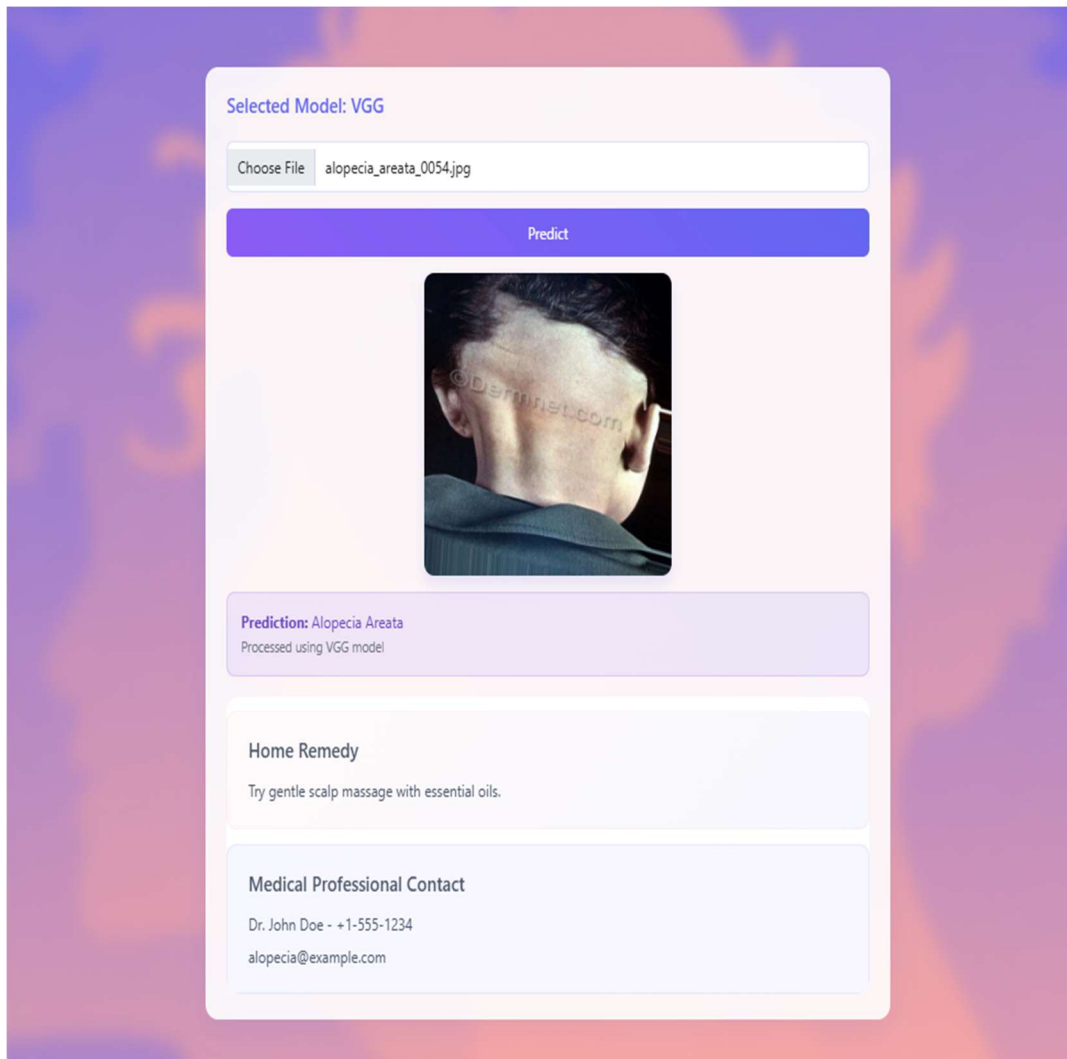 Selected Model: VGG
Choose File alopecia_areata_0054.jpg
Predict
©Dermnet.com
Prediction: Alopecia Areata
Processed using VGG model
Home Remedy
Try gentle scalp massage with essential oils.
Medical Professional Contact
Dr. John Doe - +1-555-1234
alopecia@example.com